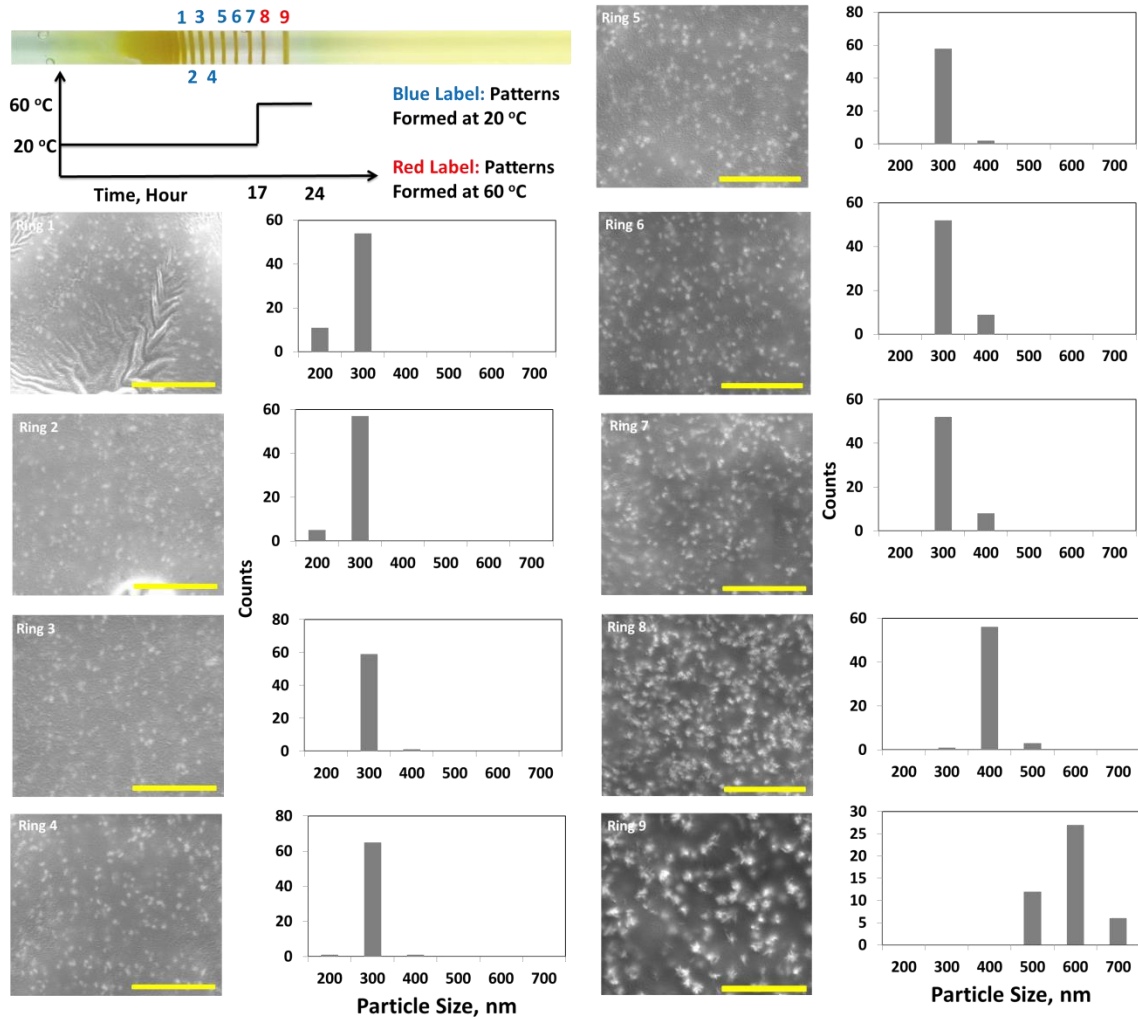 1 3 5 6 7 8 9
2 4
60 °C
20 °C
Time, Hour
17
24
Blue Label: Patterns
Formed at 20 °C
Red Label: Patterns
Formed at 60 °C
Ring 1
60
40
20
0
200 300 400 500 600 700
Ring 2
60
40
20
0
200 300 400 500 600 700
Counts
Ring 3
80
60
40
20
0
200 300 400 500 600 700
Ring 4
80
60
40
20
0
200 300 400 500 600 700
Particle Size, nm
Ring 5
80
60
40
20
0
200 300 400 500 600 700
Ring 6
60
40
20
0
200 300 400 500 600 700
Ring 7
60
40
20
0
200 300 400 500 600 700
Counts
Ring 8
60
40
20
0
200 300 400 500 600 700
Ring 9
30
25
20
15
10
5
0
200 300 400 500 600 700
Particle Size, nm